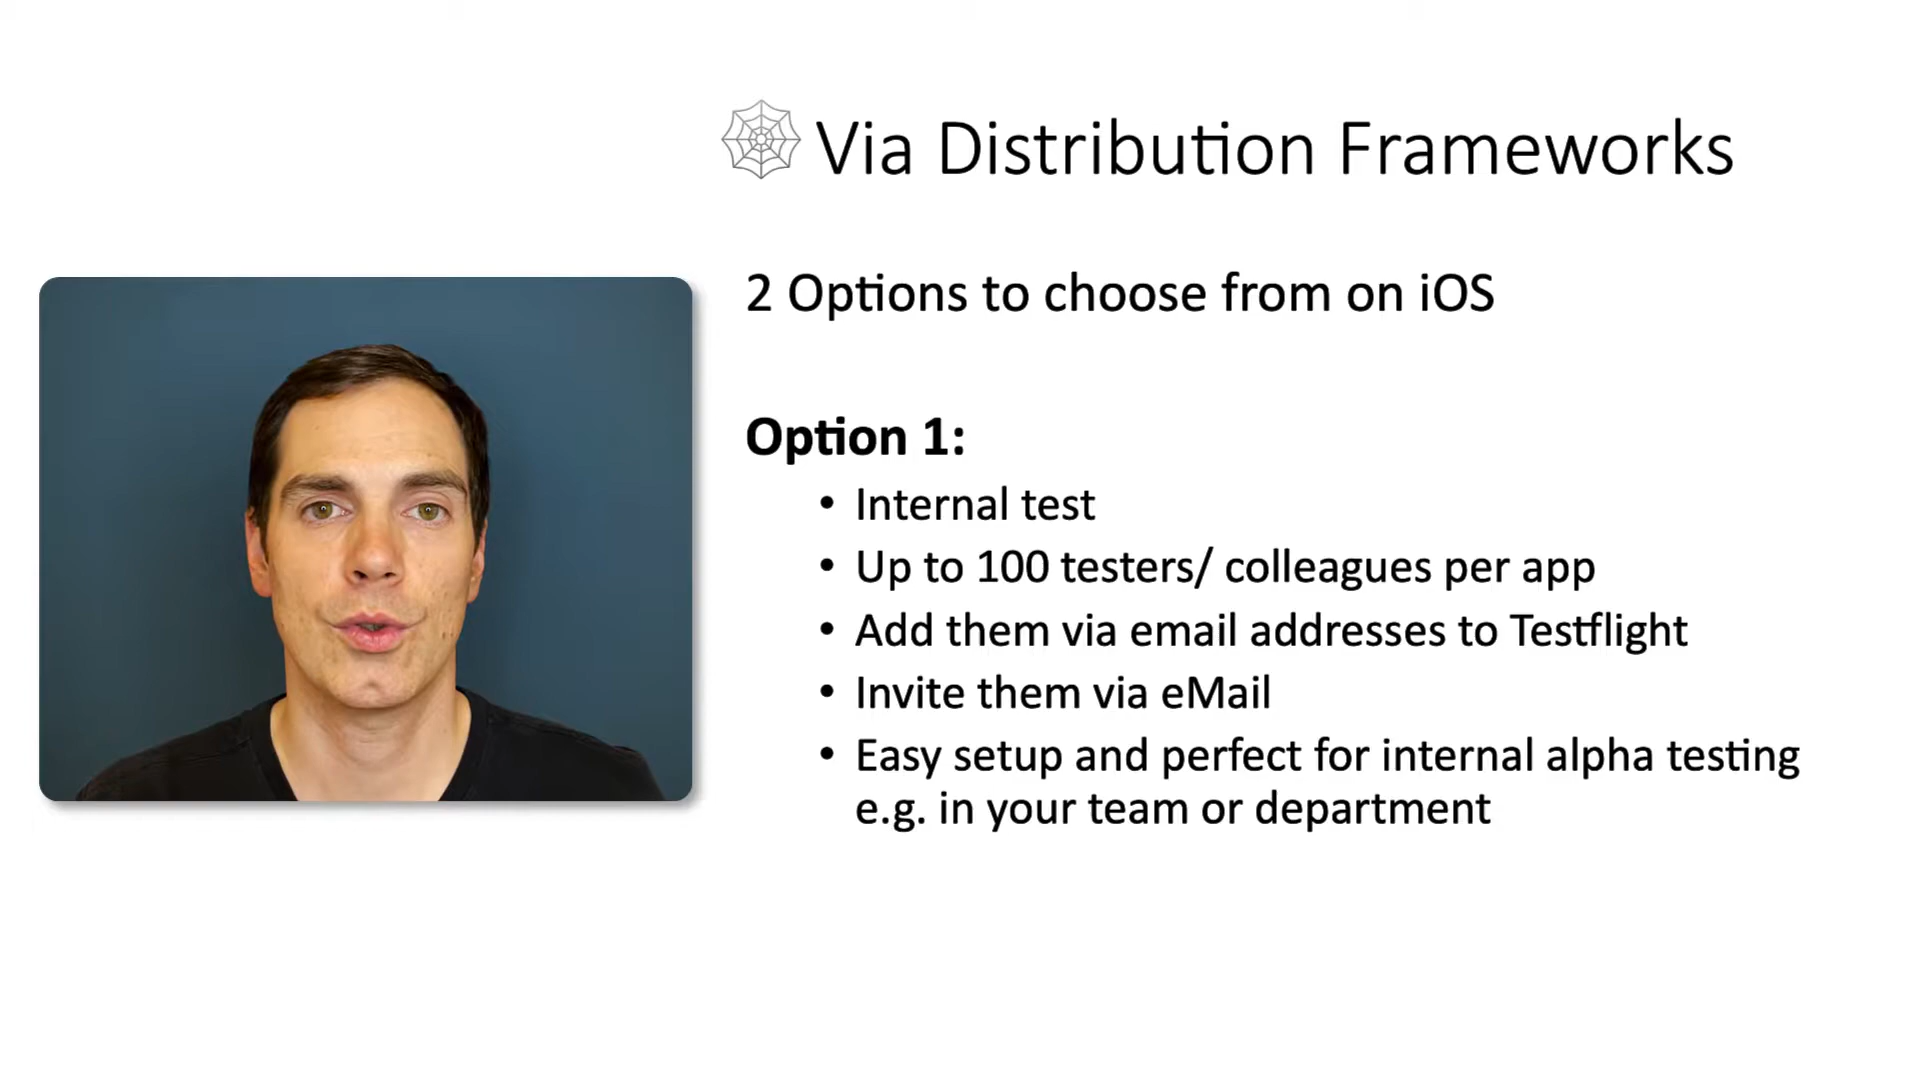 Via Distribution Frameworks
2 Options to choose from on iOS
Option 1:
• Internal test
• Up to 100 testers/ colleagues per app
• Add them via email addresses to Testflight
• Invite them via eMail
• Easy setup and perfect for internal alpha testing
e.g. in your team or department